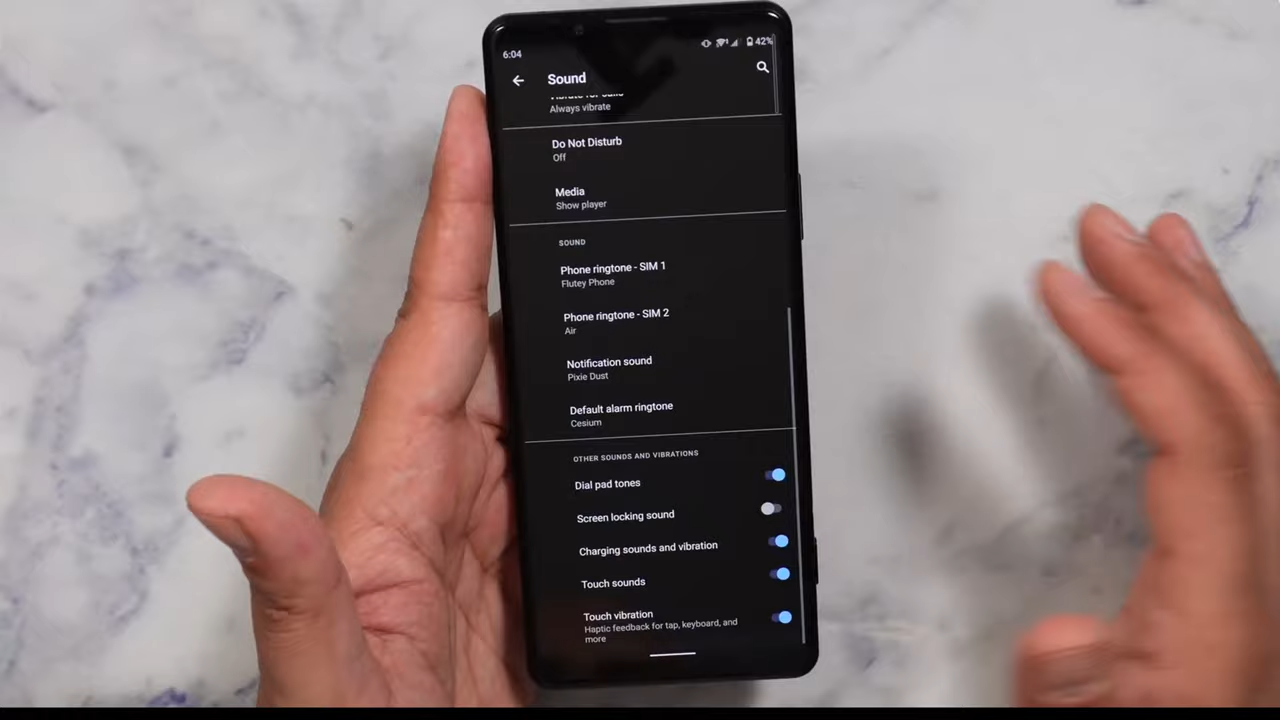 6:04
42%
Sound
Vibrate for calls
Always vibrate
Do Not Disturb
Off
Media
Show player
SOUND
Phone ringtone - SIM 1
Flutey Phone
Phone ringtone - SIM 2
Air
Notification sound
Pixie Dust
Default alarm ringtone
Cesium
OTHER SOUNDS AND VIBRATIONS
Dial pad tones
Screen locking sound
Charging sounds and vibration
Touch sounds
Touch vibration
Haptic feedback for tap, keyboard, and
more